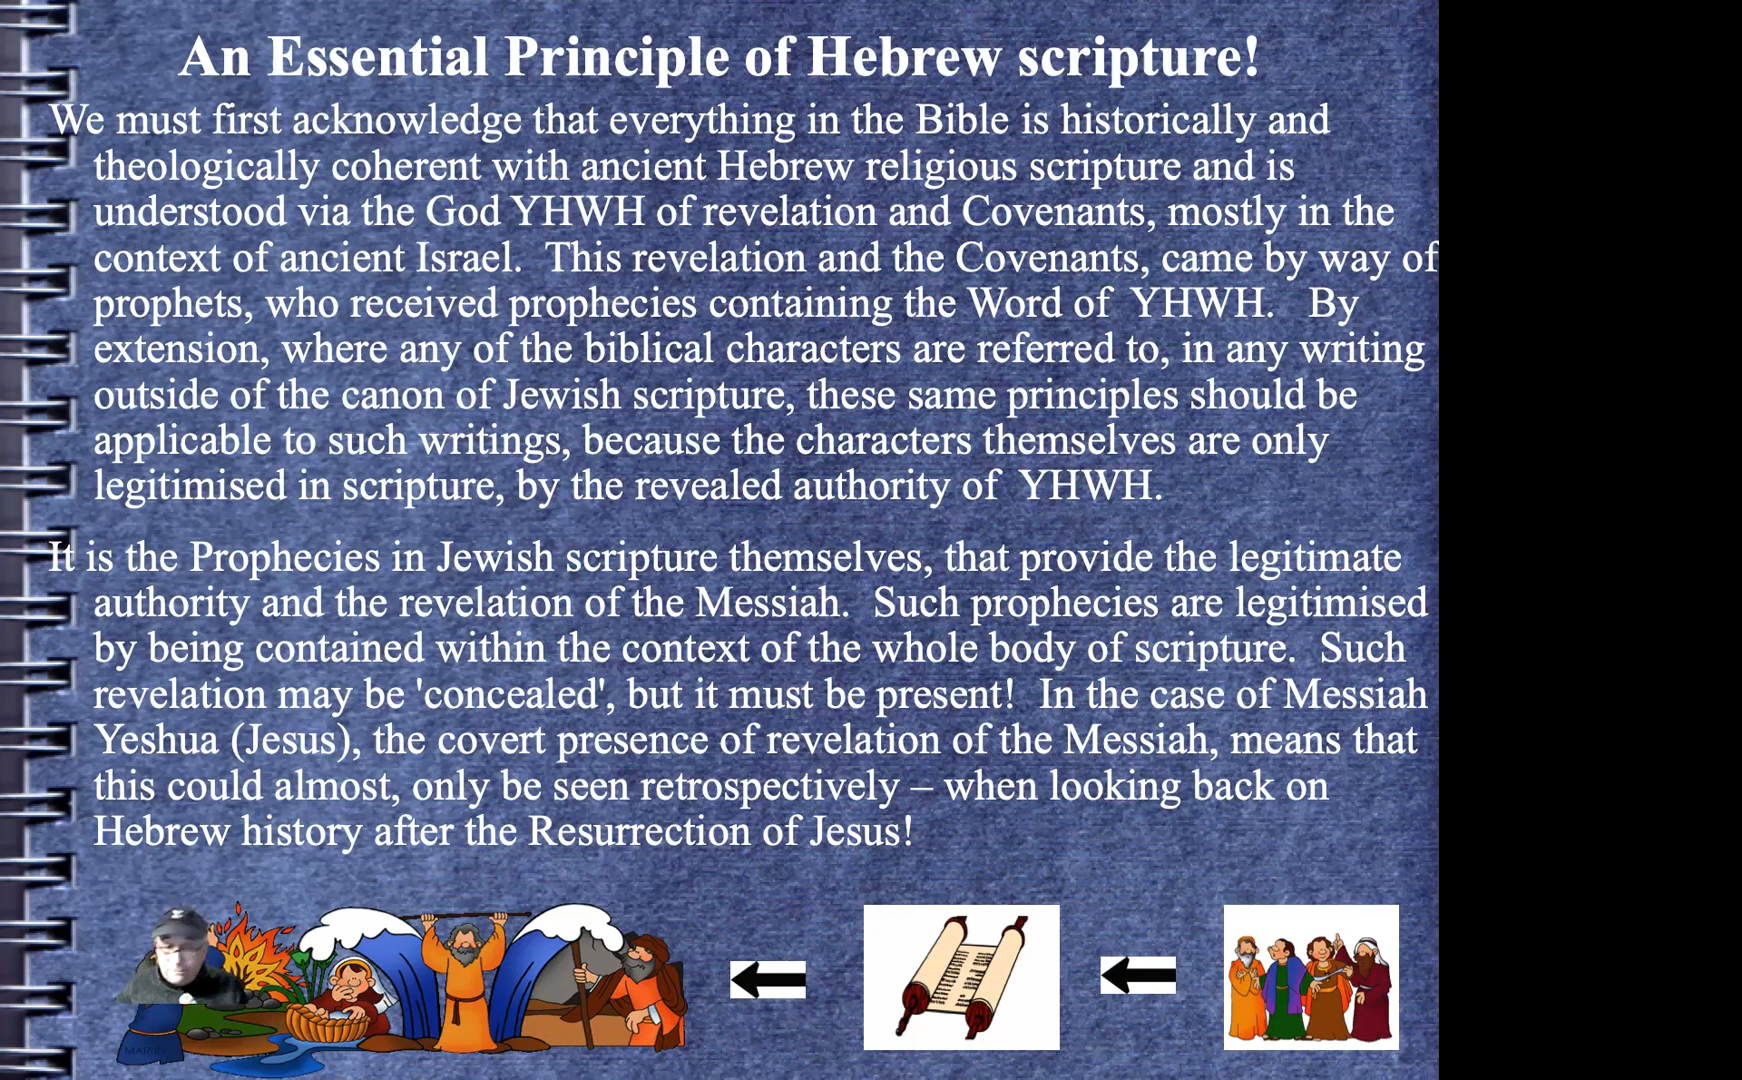 An Essential Principle of Hebrew scripture!
We must first acknowledge that everything in the Bible is historically and
theologically coherent with ancient Hebrew religious scripture and is
understood via the God YHWH of revelation and Covenants, mostly in the
context of ancient Israel.  This revelation and the Covenants, came by way of
prophets, who received prophecies containing the Word of  YHWH.   By
extension, where any of the biblical characters are referred to, in any writing
outside of the canon of Jewish scripture, these same principles should be
applicable to such writings, because the characters themselves are only
legitimised in scripture, by the revealed authority of  YHWH.
It is the Prophecies in Jewish scripture themselves, that provide the legitimate
authority and the revelation of the Messiah.  Such prophecies are legitimised
by being contained within the context of the whole body of scripture.  Such
revelation may be 'concealed', but it must be present!  In the case of Messiah
Yeshua (Jesus), the covert presence of revelation of the Messiah, means that
this could almost, only be seen retrospectively – when looking back on
Hebrew history after the Resurrection of Jesus!